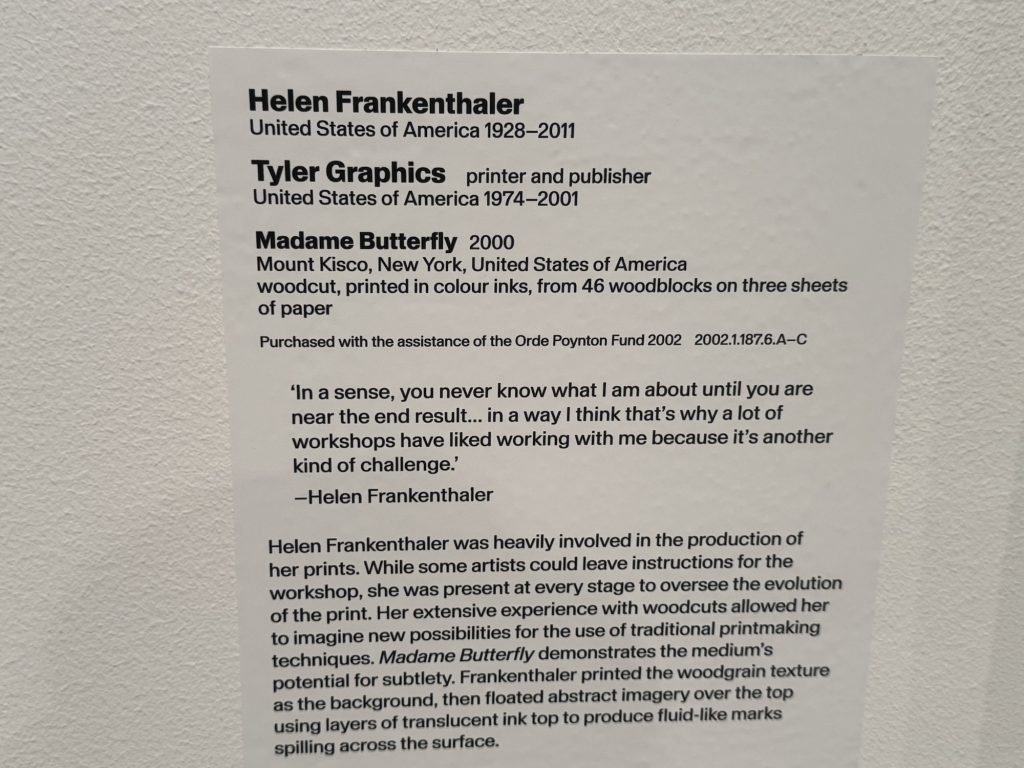 Helen Frankenthaler
United States of America 1928–2011
Tyler Graphics printer and publisher
United States of America 1974–2001
Madame Butterfly 2000
Mount Kisco, New York, United States of America
woodcut, printed in colour inks, from 46 woodblocks on three sheets
of paper
Purchased with the assistance of the Orde Poynton Fund 2002 2002.1.187.6.A–C
‘In a sense, you never know what I am about until you are
near the end result... in a way I think that’s why a lot of
workshops have liked working with me because it’s another
kind of challenge.’
—Helen Frankenthaler
Helen Frankenthaler was heavily involved in the production of
her prints. While some artists could leave instructions for the
workshop, she was present at every stage to oversee the evolution
of the print. Her extensive experience with woodcuts allowed her
to imagine new possibilities for the use of traditional printmaking
techniques. Madame Butterfly demonstrates the medium’s
potential for subtlety. Frankenthaler printed the woodgrain texture
as the background, then floated abstract imagery over the top
using layers of translucent ink top to produce fluid-like marks
spilling across the surface.